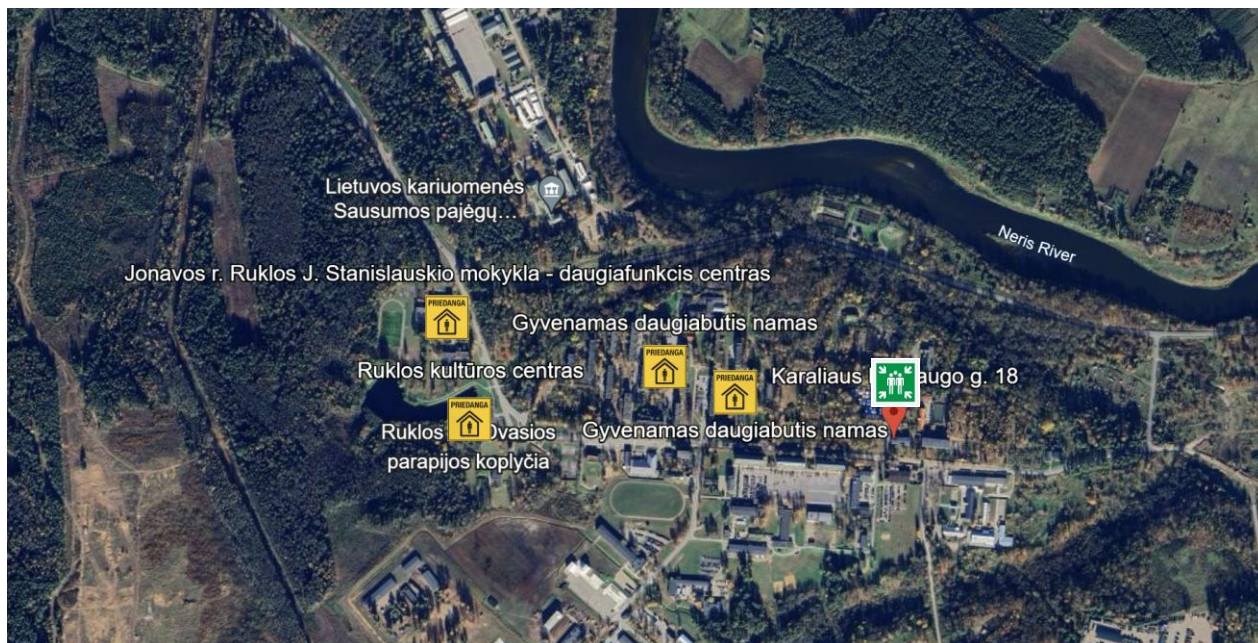 Lietuvos kariuomenės
Sausumos pajėgų...
Neris River
Jonavos r. Ruklos J. Stanislauskio mokykla - daugiafunkcis centras
PRIEDANGA
Gyvenamas daugiabutis namas
PRIEDANGA
Ruklos kultūros centras
Karaliaus augo g. 18
PRIEDANGA
PRIEDANGA
Ruklos vasios
Gyvenamas daugiabutis namas
parapijos koplyčia